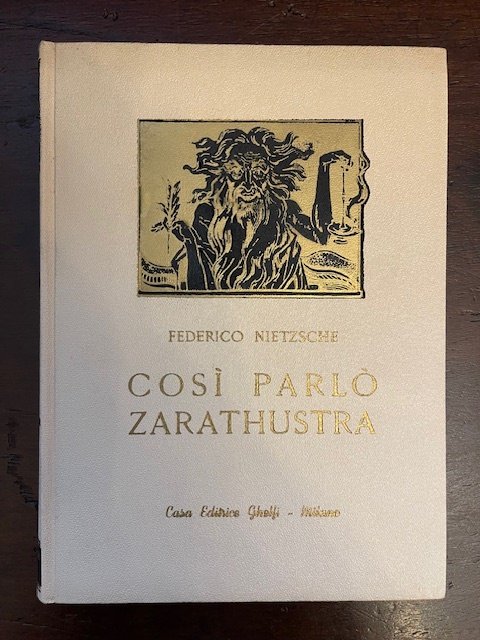 FEDERICO NIETZSCHE
COSÌ PARLÒ
ZARATHUSTRA
Casa Editrice Ghelfi - Milano